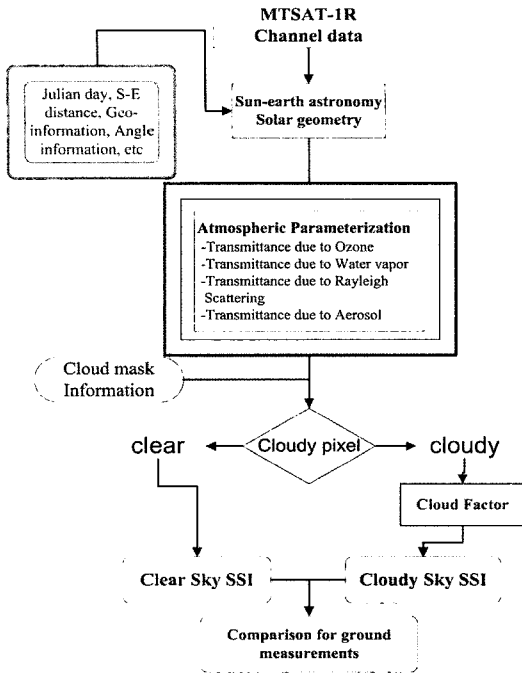 MTSAT-1R
Channel data
Julian day, S-E
distance, Geo-
information, Angle
information, etc
Sun-earth astronomy
Solar geometry
Atmospheric Parameterization
-Transmittance due to Ozone
-Transmittance due to Water vapor
-Transmittance due to Rayleigh
Scattering
-Transmittance due to Aerosol
Cloud mask
Information
clear
Cloudy pixel
cloudy
Cloud Factor
Clear Sky SSI
Cloudy Sky SSI
Comparison for ground
measurements